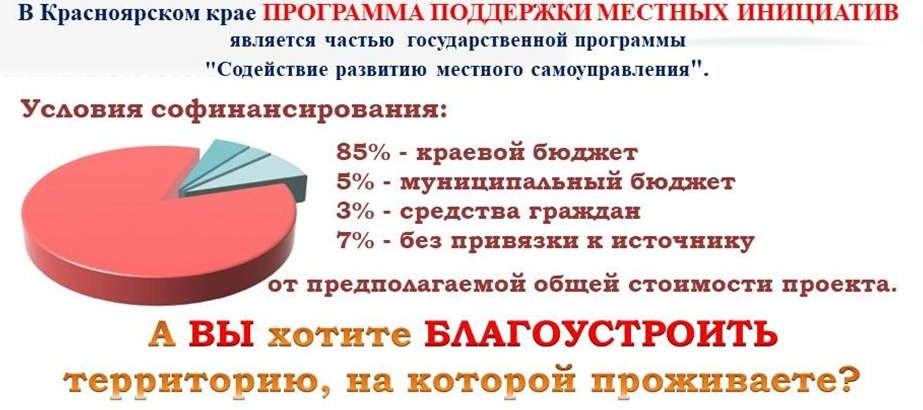 В Красноярском крае ПРОГРАММА ПОДДЕРЖКИ МЕСТНЫХ ИНИЦИАТИВ
является частью государственной программы
"Содействие развитию местного самоуправления".
Условия софинансирования:
85% - краевой бюджет
5% - муниципальный бюджет
3% - средства граждан
7% - без привязки к источнику
от предполагаемой общей стоимости проекта.
А ВЫ хотите БЛАГОУСТРОИТЬ
территорию, на которой проживаете?